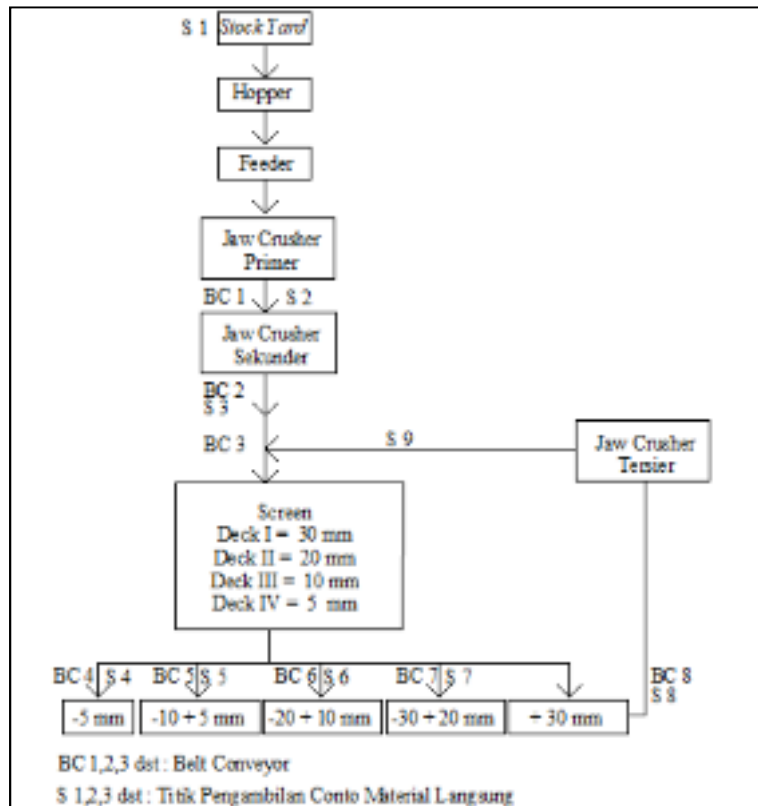 S 1 Stock Yard
Hopper
Feeder
Jaw Crusher
Primer
BC 1 S 2
Jaw Crusher
Sekunder
BC 2
S 3
BC 3 S 9
Jaw Crusher
Tersier
Screen
Deck I = 30 mm
Deck II = 20 mm
Deck III = 10 mm
Deck IV = 5 mm
BC 4 S 4 BC 5 S 5 BC 6 S 6 BC 7 S 7
BC 8
S 8
-5 mm -10 + 5 mm -20 + 10 mm -30 + 20 mm + 30 mm
BC 1,2,3 dst : Belt Conveyor
S 1,2,3 dst : Titik Pengambilan Conto Material Langsung